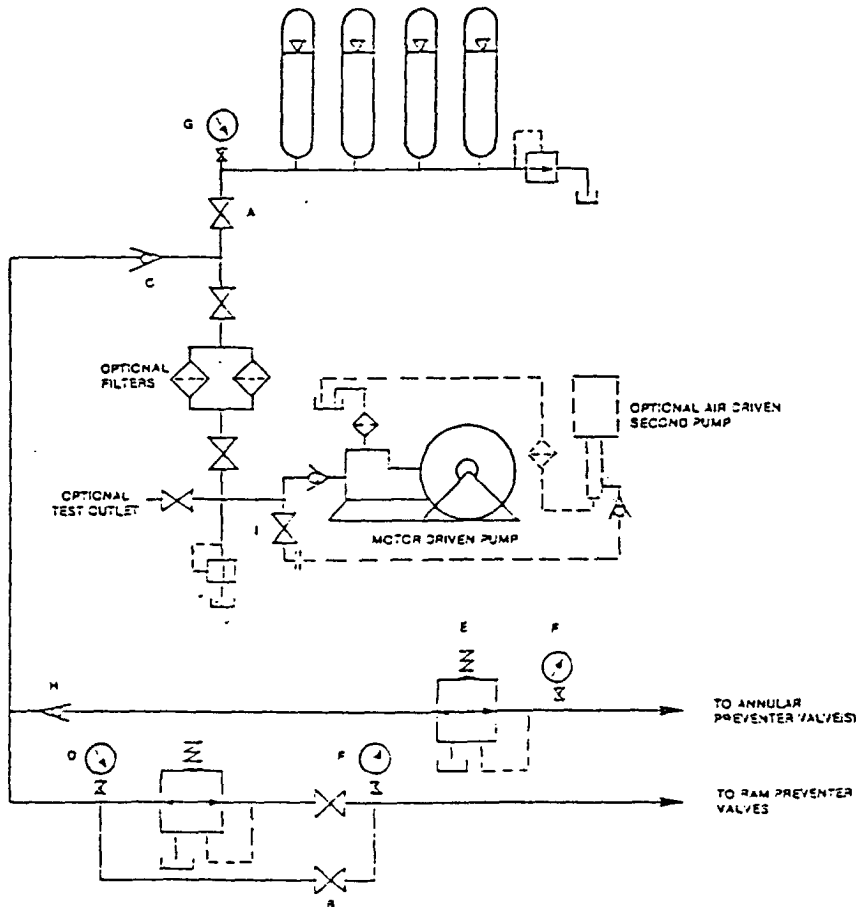 G
A
C
OPTIONAL
FILTERS
OPTIONAL AIR DRIVEN
SECOND PUMP
OPTIONAL
TEST OUTLET
I
MOTOR DRIVEN PUMP
E
F
H
TO ANNULAR
PREVENTER VALVE(S)
D
F
TO RAM PREVENTER
VALVES
B